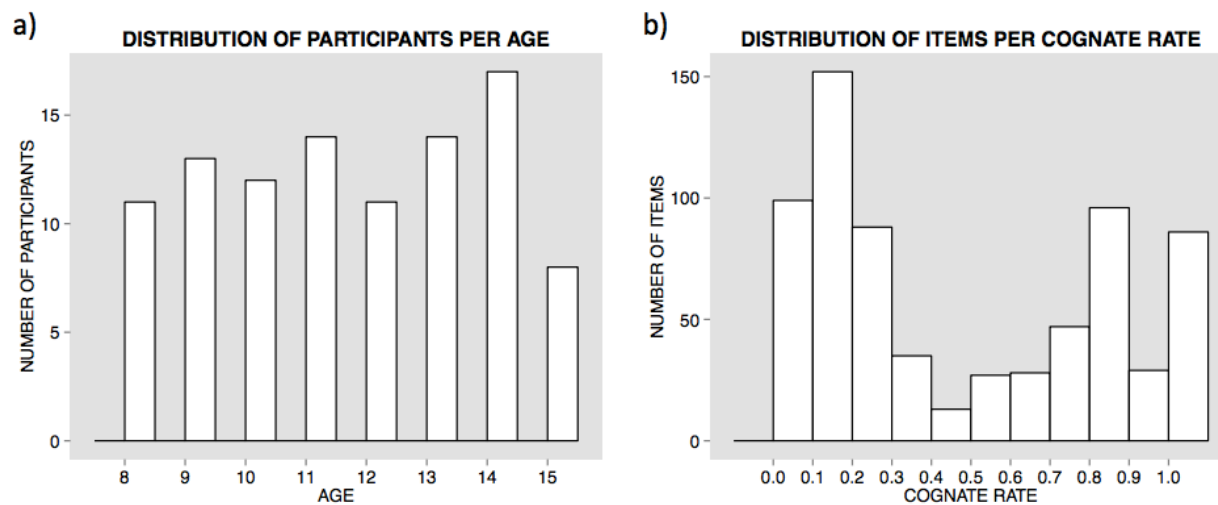 a)
DISTRIBUTION OF PARTICIPANTS PER AGE
NUMBER OF PARTICIPANTS
15
10
5
0
8 9 10 11 12 13 14 15
AGE
b)
DISTRIBUTION OF ITEMS PER COGNATE RATE
NUMBER OF ITEMS
150
100
50
0
0.0 0.1 0.2 0.3 0.4 0.5 0.6 0.7 0.8 0.9 1.0
COGNATE RATE